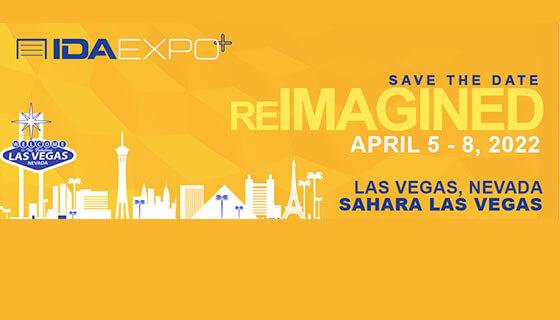 IDAEXPO+
SAVE THE DATE
REIMAGINED
APRIL 5 - 8, 2022
WELCOME
LAS VEGAS
NEVADA
LAS VEGAS, NEVADA
SAHARA LAS VEGAS